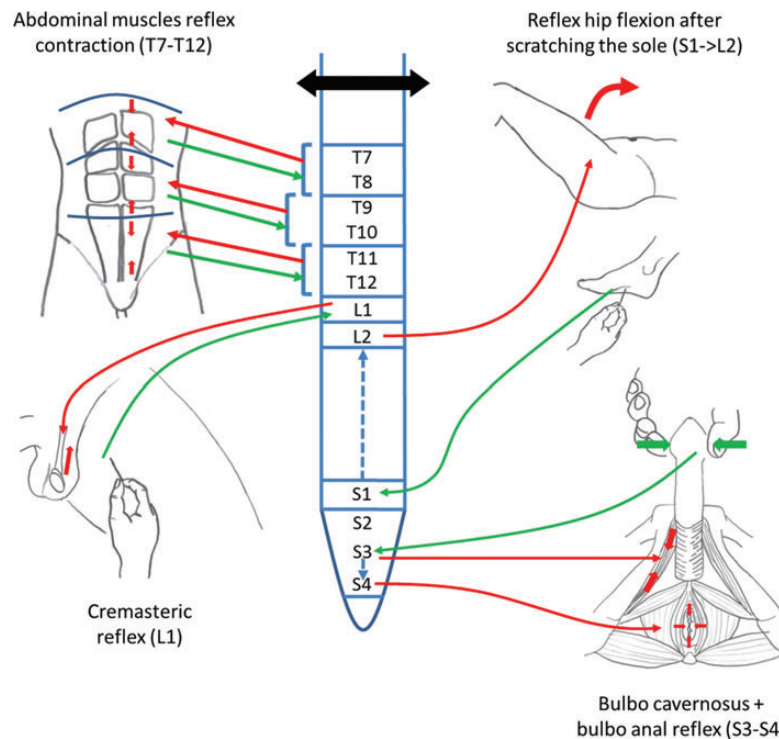 Abdominal muscles reflex
contraction (T7-T12)
Reflex hip flexion after
scratching the sole (S1->L2)
T7
T8
T9
T10
T11
T12
L1
L2
S1
S2
S3
S4
Cremasteric
reflex (L1)
Bulbo cavernosus +
bulbo anal reflex (S3-S4